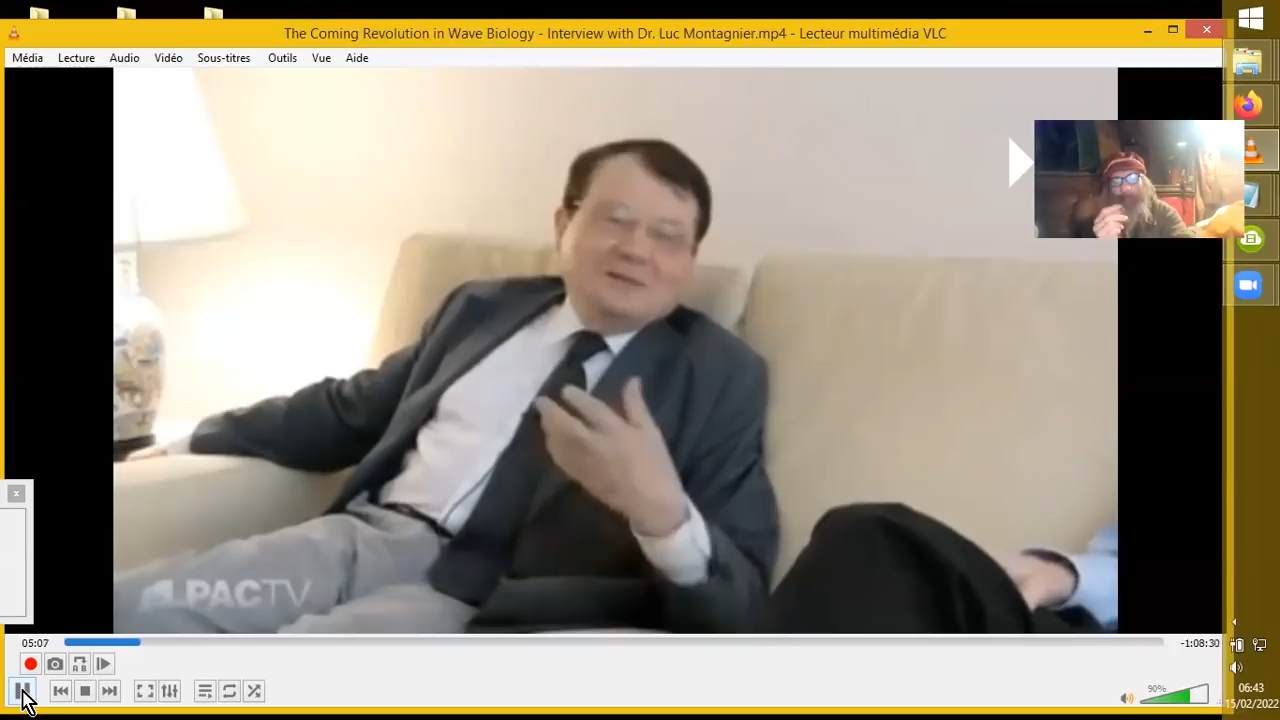 The Coming Revolution in Wave Biology - Interview with Dr. Luc Montagnier.mp4 - Lecteur multimédia VLC
Média Lecture Audio Vidéo Sous-titres Outils Vue Aide
LPACTV
05:07 -1:08:30
90%
06:43
15/02/2022